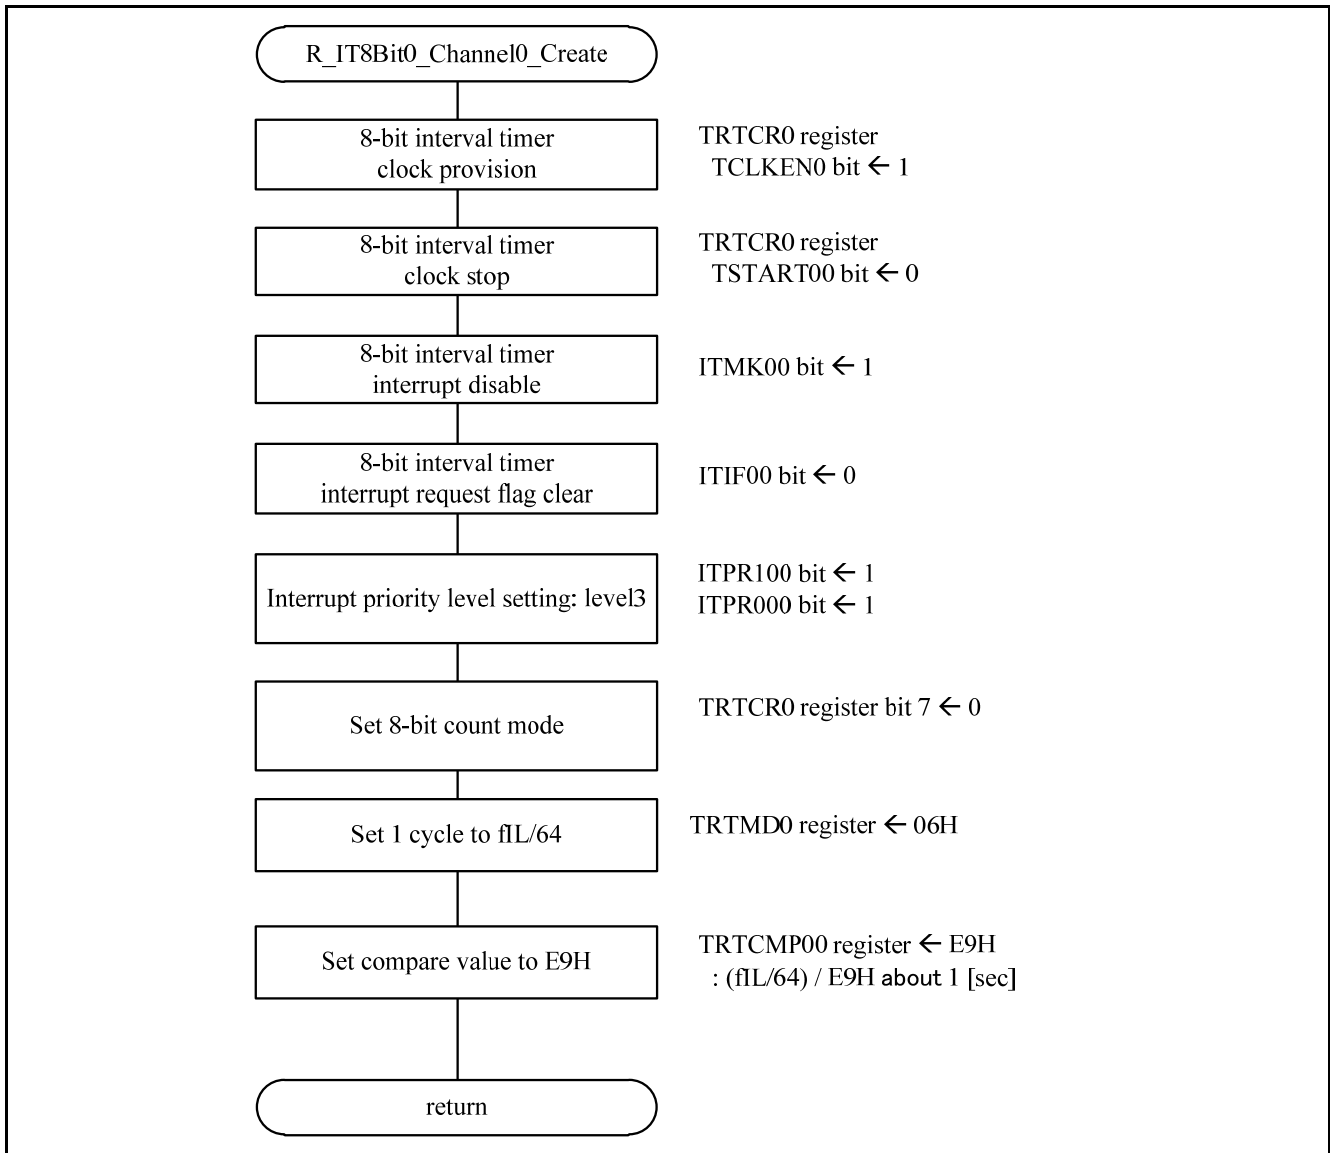 R_IT8Bit0_Channel0_Create
8-bit interval timer
clock provision
TRTCR0 register
TCLKEN0 bit ← 1
8-bit interval timer
clock stop
TRTCR0 register
TSTART00 bit ← 0
8-bit interval timer
interrupt disable
ITMK00 bit ← 1
8-bit interval timer
interrupt request flag clear
ITIF00 bit ← 0
Interrupt priority level setting: level3
ITPR100 bit ← 1
ITPR000 bit ← 1
Set 8-bit count mode
TRTCR0 register bit 7 ← 0
Set 1 cycle to fIL/64
TRTMD0 register ← 06H
Set compare value to E9H
TRTCMP00 register ← E9H
: (fIL/64) / E9H about 1 [sec]
return